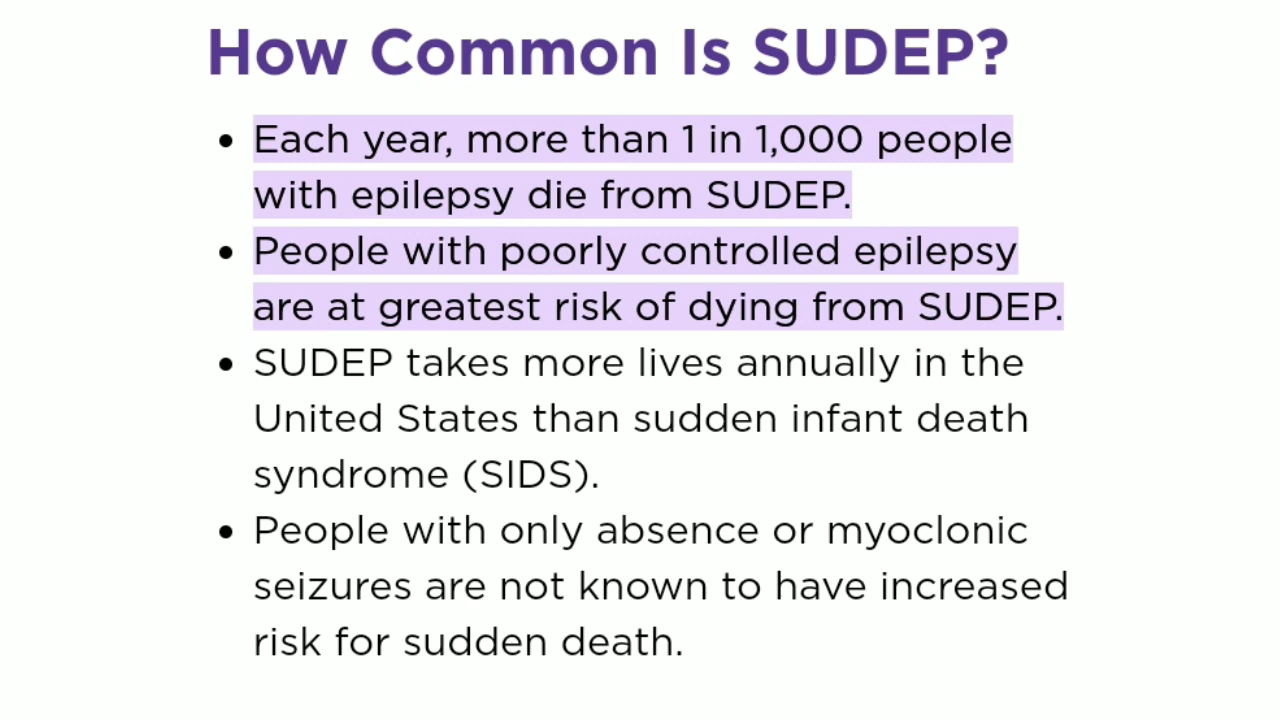 How Common Is SUDEP?
• Each year, more than 1 in 1,000 people
with epilepsy die from SUDEP.
• People with poorly controlled epilepsy
are at greatest risk of dying from SUDEP.
• SUDEP takes more lives annually in the
United States than sudden infant death
syndrome (SIDS).
• People with only absence or myoclonic
seizures are not known to have increased
risk for sudden death.